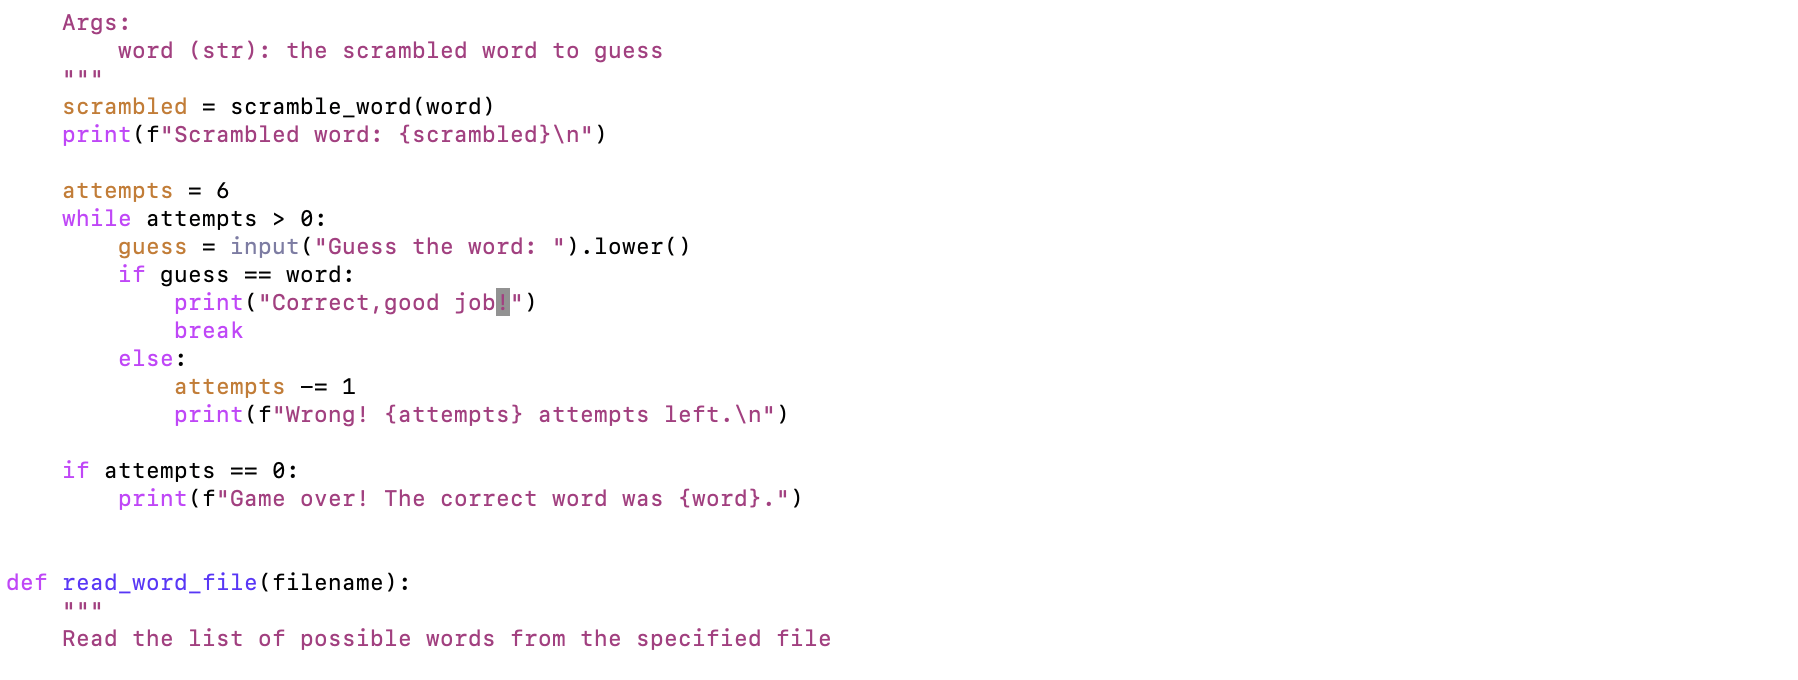 Args:
        word (str): the scrambled word to guess
    """
    scrambled = scramble_word(word)
    print(f"Scrambled word: {scrambled}\n")

    attempts = 6
    while attempts > 0:
        guess = input("Guess the word: ").lower()
        if guess == word:
            print("Correct,good job!")
            break
        else:
            attempts -= 1
            print(f"Wrong! {attempts} attempts left.\n")

    if attempts == 0:
        print(f"Game over! The correct word was {word}.")


def read_word_file(filename):
    """
    Read the list of possible words from the specified file